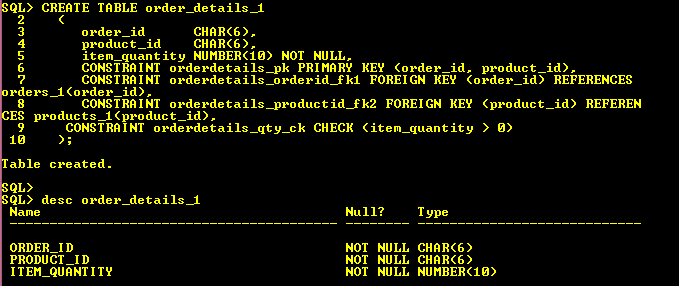 SQL> CREATE TABLE order_details_1
  2     (
  3        order_id      CHAR(6),
  4        product_id    CHAR(6),
  5        item_quantity NUMBER(10) NOT NULL,
  6        CONSTRAINT orderdetails_pk PRIMARY KEY (order_id, product_id),
  7        CONSTRAINT orderdetails_orderid_fk1 FOREIGN KEY (order_id) REFERENCES
orders_1(order_id),
  8        CONSTRAINT orderdetails_productid_fk2 FOREIGN KEY (product_id) REFEREN
CES products_1(product_id),
  9      CONSTRAINT orderdetails_qty_ck CHECK (item_quantity > 0)
 10     );
Table created.
SQL>
SQL> desc order_details_1
 Name                                      Null?    Type
 ----------------------------------------- -------- ----------------------------
 ORDER_ID                                  NOT NULL CHAR(6)
 PRODUCT_ID                                NOT NULL CHAR(6)
 ITEM_QUANTITY                             NOT NULL NUMBER(10)